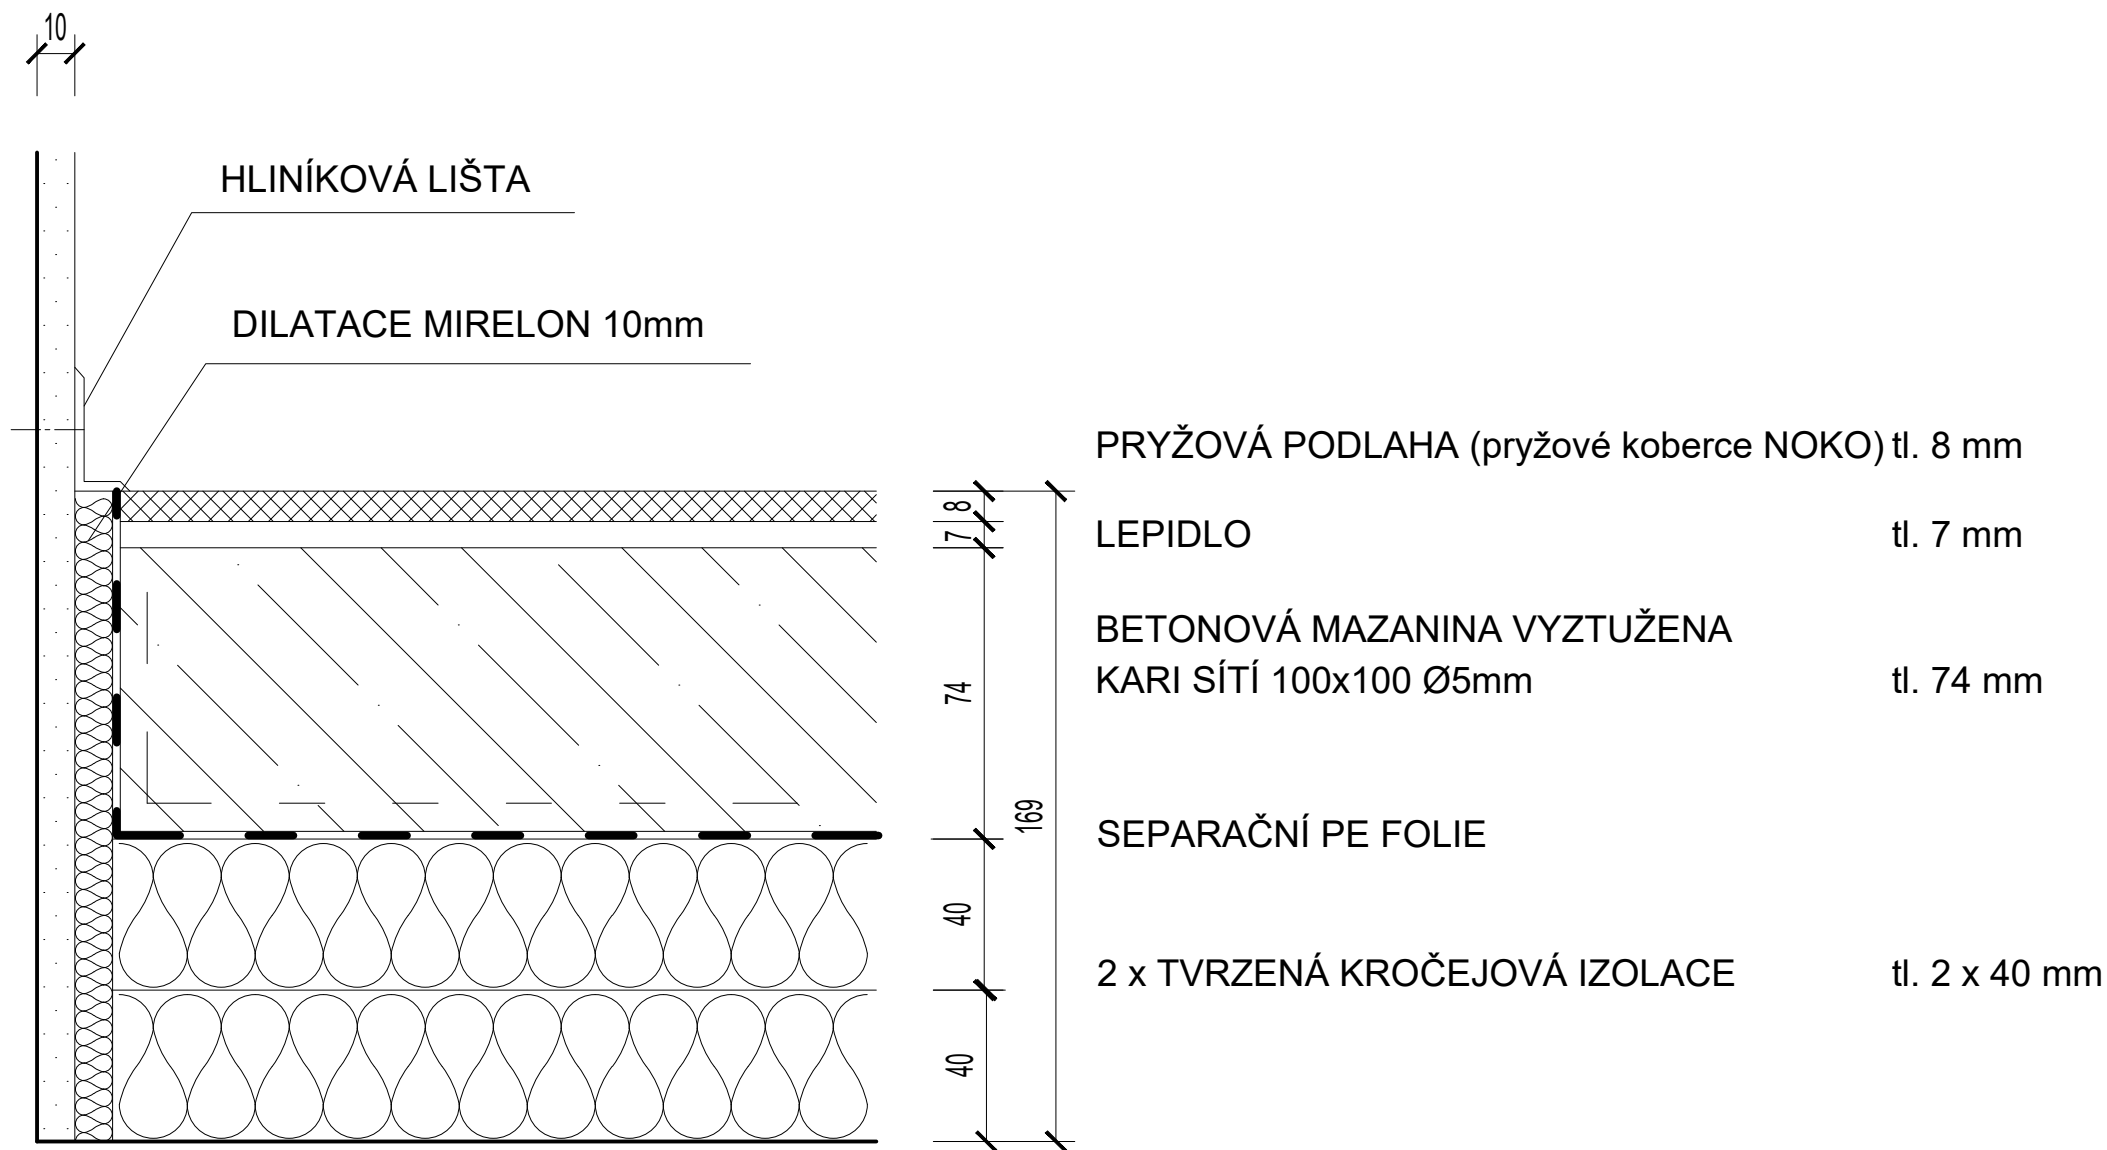 10
HLINÍKOVÁ LIŠTA
DILATACE MIRELON 10mm
PRYŽOVÁ PODLAHA (pryžové koberce NOKO) tl. 8 mm
8
LEPIDLO tl. 7 mm
7
BETONOVÁ MAZANINA VYZTUŽENA
KARI SÍTÍ 100x100 Ø5mm tl. 74 mm
74
169
SEPARAČNÍ PE FOLIE
40
2 x TVRZENÁ KROČEJOVÁ IZOLACE tl. 2 x 40 mm
40